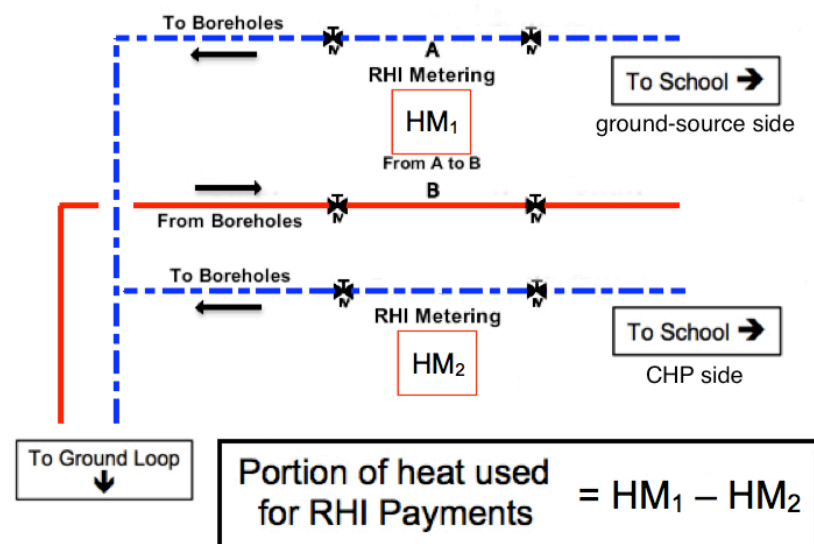 To Boreholes
A
RHI Metering
HM₁
From A to B
B
To School ➔
ground-source side
From Boreholes
To Boreholes
RHI Metering
HM₂
To School ➔
CHP side
To Ground Loop
Portion of heat used
for RHI Payments
= HM₁ – HM₂